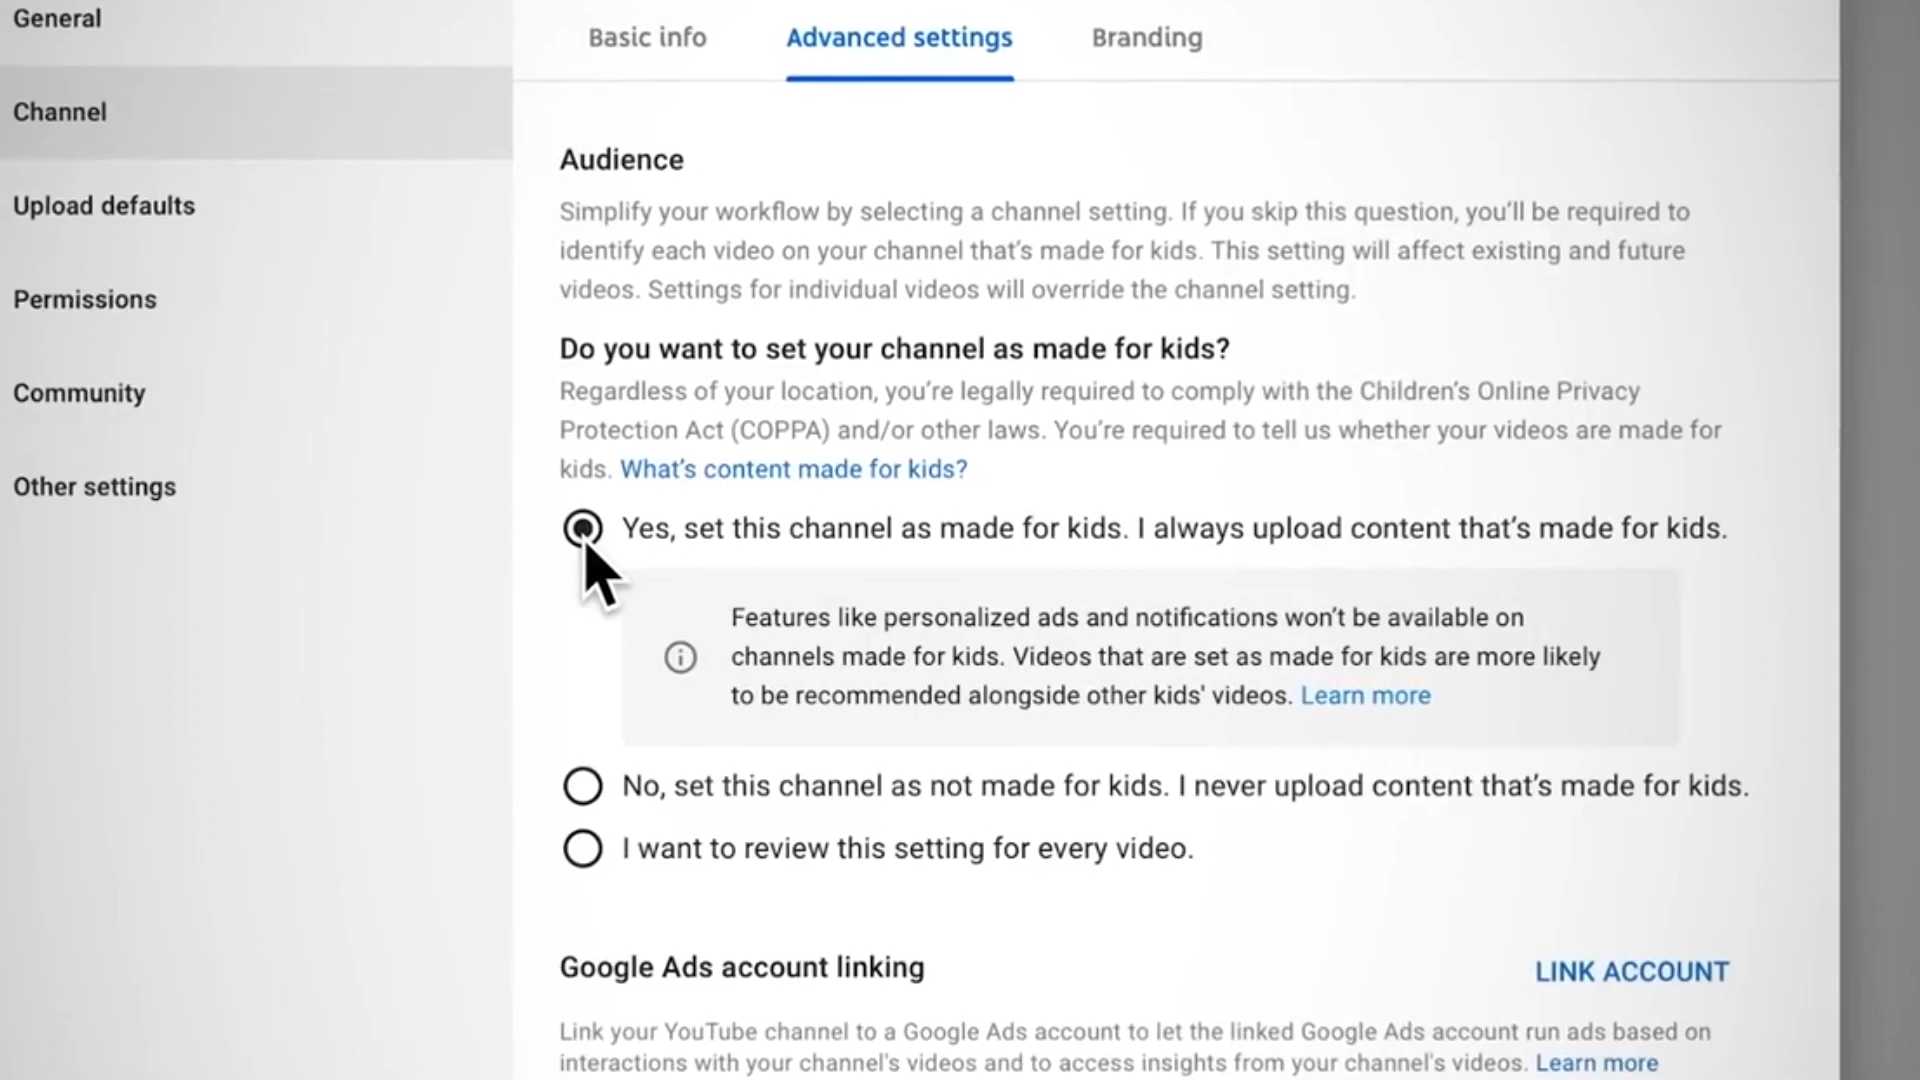 General
Channel
Upload defaults
Permissions
Community
Other settings
Basic info
Advanced settings
Branding
Audience
Simplify your workflow by selecting a channel setting. If you skip this question, you’ll be required to
identify each video on your channel that’s made for kids. This setting will affect existing and future
videos. Settings for individual videos will override the channel setting.
Do you want to set your channel as made for kids?
Regardless of your location, you’re legally required to comply with the Children’s Online Privacy
Protection Act (COPPA) and/or other laws. You’re required to tell us whether your videos are made for
kids. What’s content made for kids?
Yes, set this channel as made for kids. I always upload content that’s made for kids.
Features like personalized ads and notifications won’t be available on
channels made for kids. Videos that are set as made for kids are more likely
to be recommended alongside other kids' videos. Learn more
No, set this channel as not made for kids. I never upload content that’s made for kids.
I want to review this setting for every video.
Google Ads account linking
LINK ACCOUNT
Link your YouTube channel to a Google Ads account to let the linked Google Ads account run ads based on
interactions with your channel's videos and to access insights from your channel's videos. Learn more